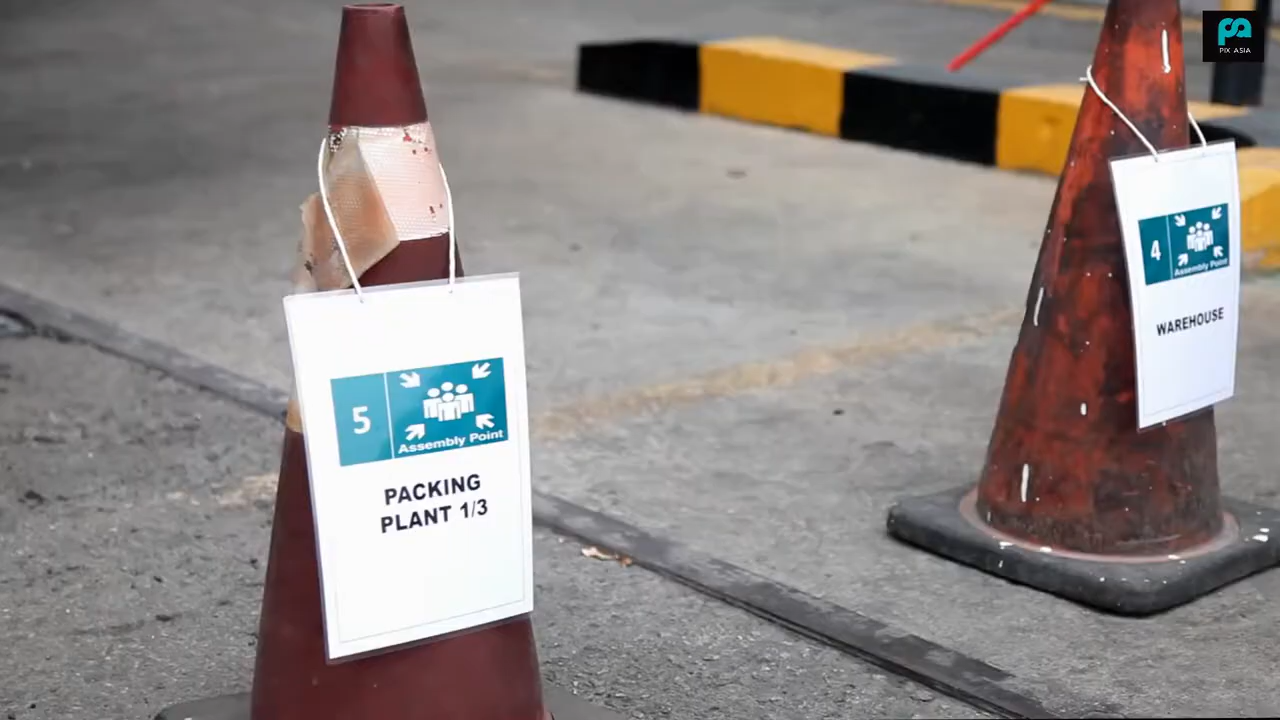 5
Assembly Point
PACKING
PLANT 1/3
4
Assembly Point
WAREHOUSE
PIX ASIA